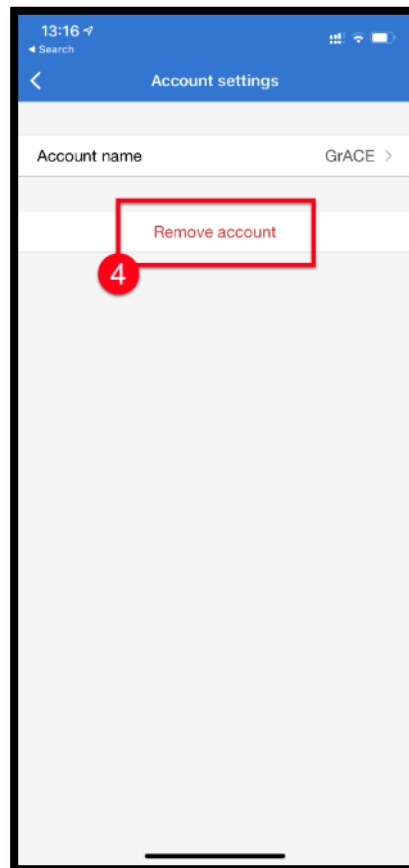 13:16
Search
Account settings
Account name GrACE
Remove account
4